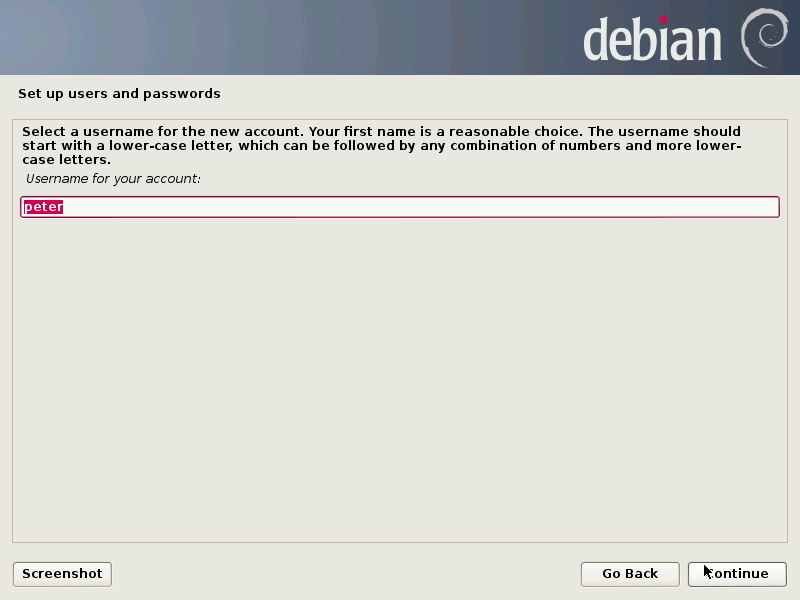 debian
Set up users and passwords
Select a username for the new account. Your first name is a reasonable choice. The username should
start with a lower-case letter, which can be followed by any combination of numbers and more lower-
case letters.
Username for your account:
peter
Screenshot
Go Back
Continue